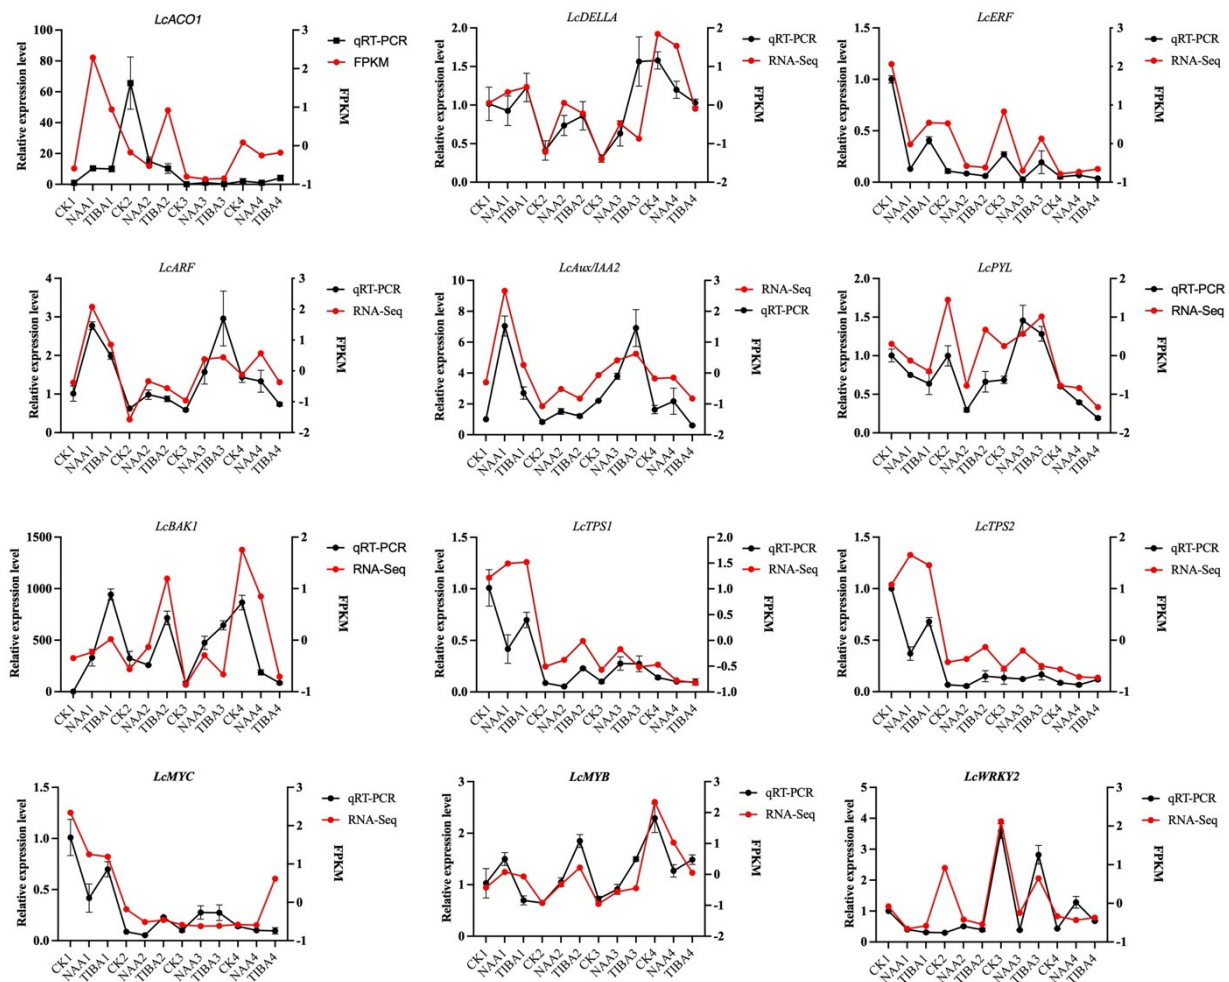 LcACO1
Relative expression level
100
80
60
40
20
0
3
2
1
0
-1
FPKM
qRT-PCR
FPKM
CK1
NAA1
TIBA1
CK2
NAA2
TIBA2
CK3
NAA3
TIBA3
CK4
NAA4
TIBA4
LcDELLA
Relative expression level
2.0
1.5
1.0
0.5
0.0
2
1
0
-1
-2
FPKM
qRT-PCR
RNA-Seq
CK1
NAA1
TIBA1
CK2
NAA2
TIBA2
CK3
NAA3
TIBA3
CK4
NAA4
TIBA4
LcERF
Relative expression level
1.5
1.0
0.5
0.0
3
2
1
0
-1
FPKM
qRT-PCR
RNA-Seq
CK1
NAA1
TIBA1
CK2
NAA2
TIBA2
CK3
NAA3
TIBA3
CK4
NAA4
TIBA4
LcARF
Relative expression level
4
3
2
1
0
3
2
1
0
-1
-2
FPKM
qRT-PCR
RNA-Seq
CK1
NAA1
TIBA1
CK2
NAA2
TIBA2
CK3
NAA3
TIBA3
CK4
NAA4
TIBA4
LcAux/IAA2
Relative expression level
10
8
6
4
2
0
3
2
1
0
-1
-2
FPKM
RNA-Seq
qRT-PCR
CK1
NAA1
TIBA1
CK2
NAA2
TIBA2
CK3
NAA3
TIBA3
CK4
NAA4
TIBA4
LcPYL
Relative expression level
2.0
1.5
1.0
0.5
0.0
2
1
0
-1
-2
FPKM
qRT-PCR
RNA-Seq
CK1
NAA1
TIBA1
CK2
NAA2
TIBA2
CK3
NAA3
TIBA3
CK4
NAA4
TIBA4
LcBAK1
Relative expression level
1500
1000
500
0
2
1
0
-1
FPKM
qRT-PCR
RNA-Seq
CK1
NAA1
TIBA1
CK2
NAA2
TIBA2
CK3
NAA3
TIBA3
CK4
NAA4
TIBA4
LcTPS1
Relative expression level
1.5
1.0
0.5
0.0
2.0
1.5
1.0
0.5
0.0
-0.5
-1.0
FPKM
qRT-PCR
RNA-Seq
CK1
NAA1
TIBA1
CK2
NAA2
TIBA2
CK3
NAA3
TIBA3
CK4
NAA4
TIBA4
LcTPS2
Relative expression level
1.5
1.0
0.5
0.0
2
1
0
-1
FPKM
qRT-PCR
RNA-Seq
CK1
NAA1
TIBA1
CK2
NAA2
TIBA2
CK3
NAA3
TIBA3
CK4
NAA4
TIBA4
LcMYC
Relative expression level
1.5
1.0
0.5
0.0
3
2
1
0
-1
FPKM
qRT-PCR
RNA-Seq
CK1
NAA1
TIBA1
CK2
NAA2
TIBA2
CK3
NAA3
TIBA3
CK4
NAA4
TIBA4
LcMYB
Relative expression level
3
2
1
0
3
2
1
0
-1
-2
FPKM
qRT-PCR
RNA-Seq
CK1
NAA1
TIBA1
CK2
NAA2
TIBA2
CK3
NAA3
TIBA3
CK4
NAA4
TIBA4
LcWRKY2
Relative expression level
5
4
3
2
1
0
3
2
1
0
-1
FPKM
qRT-PCR
RNA-Seq
CK1
NAA1
TIBA1
CK2
NAA2
TIBA2
CK3
NAA3
TIBA3
CK4
NAA4
TIBA4